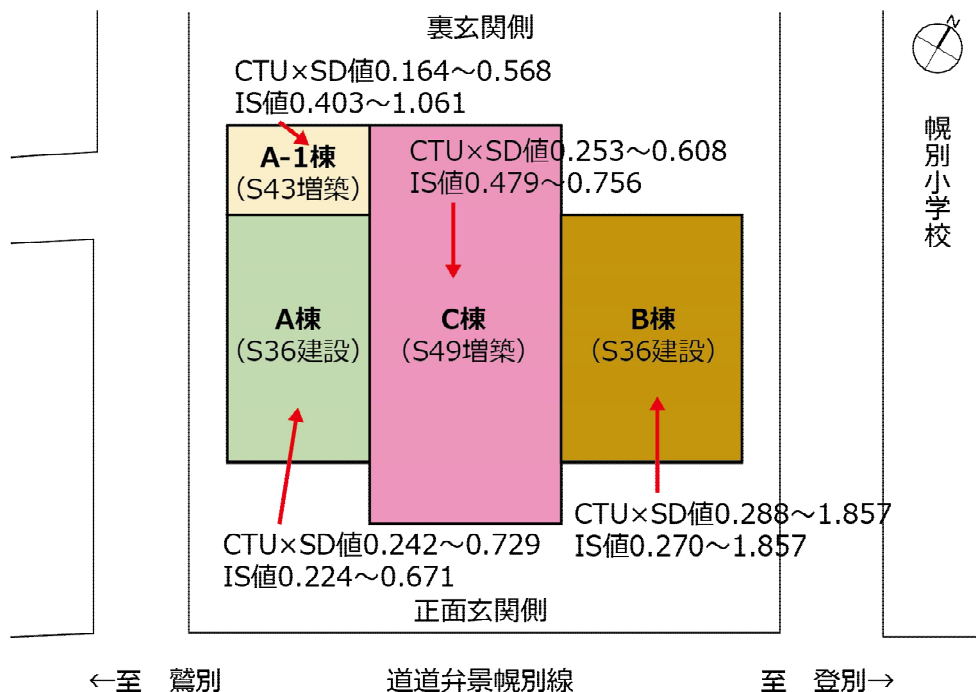 裏玄関側
N
CTU×SD値0.164～0.568
IS値0.403～1.061
幌別小学校
A-1棟
（S43増築）
CTU×SD値0.253～0.608
IS値0.479～0.756
A棟
（S36建設）
C棟
（S49増築）
B棟
（S36建設）
CTU×SD値0.242～0.729
IS値0.224～0.671
CTU×SD値0.288～1.857
IS値0.270～1.857
正面玄関側
←至　鷲別
道道弁景幌別線
至　登別→